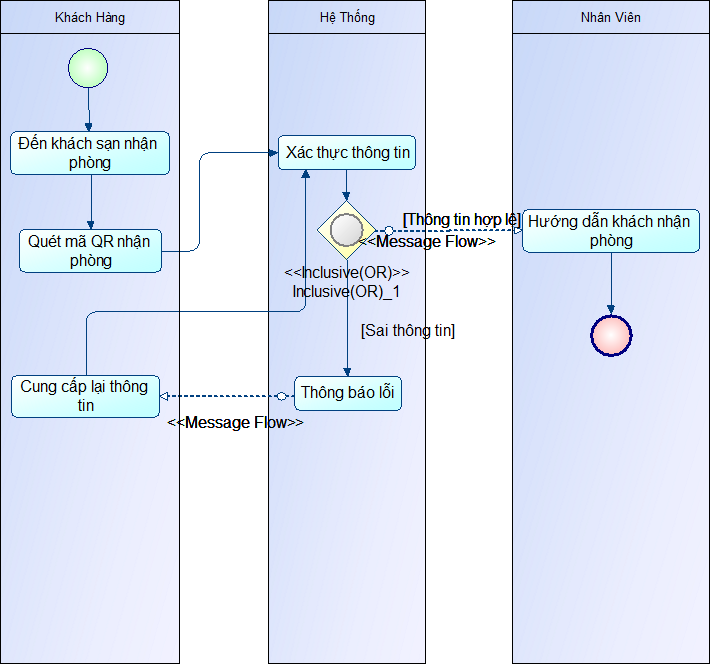 Khách Hàng
Hệ Thống
Nhân Viên
Đến khách sạn nhận
phòng
Xác thực thông tin
Quét mã QR nhận
phòng
[Thông tin hợp lệ]
<<Message Flow>>
Hướng dẫn khách nhận
phòng
<<Inclusive(OR)>>
Inclusive(OR)_1
[Sai thông tin]
Cung cấp lại thông
tin
Thông báo lỗi
<<Message Flow>>